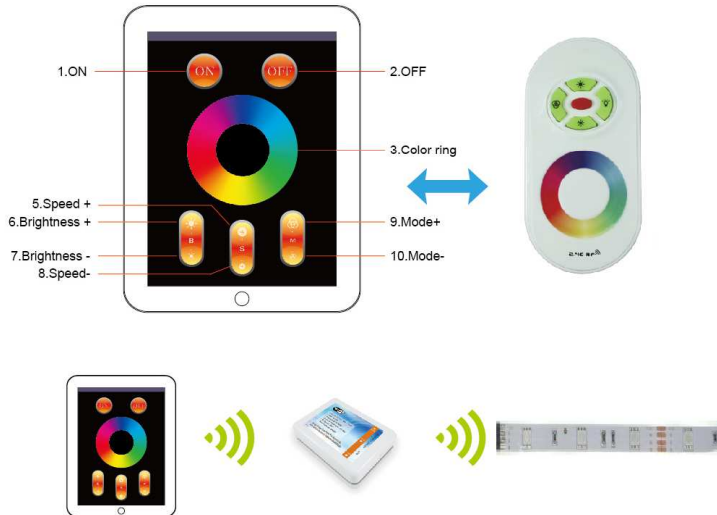 1.ON
ON
OFF
2.OFF
3.Color ring
5.Speed +
6.Brightness +
9.Mode+
B
S
M
7.Brightness -
10.Mode-
8.Speed-